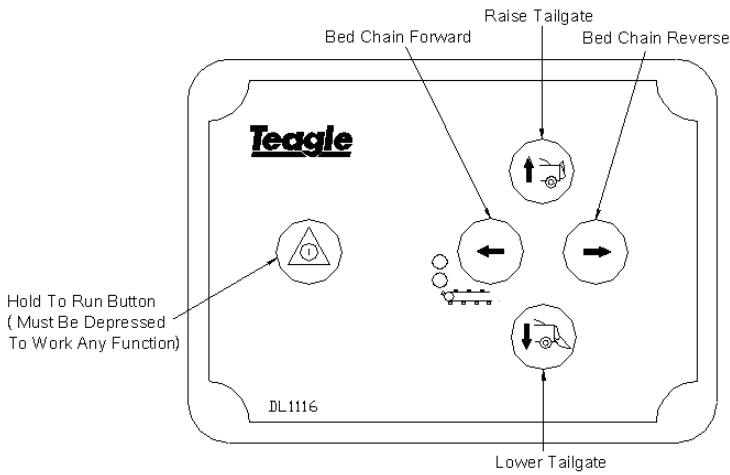 Raise Tailgate
Bed Chain Forward
Bed Chain Reverse
Teagle
Hold To Run Button
( Must Be Depressed
To Work Any Function)
DL1116
Lower Tailgate